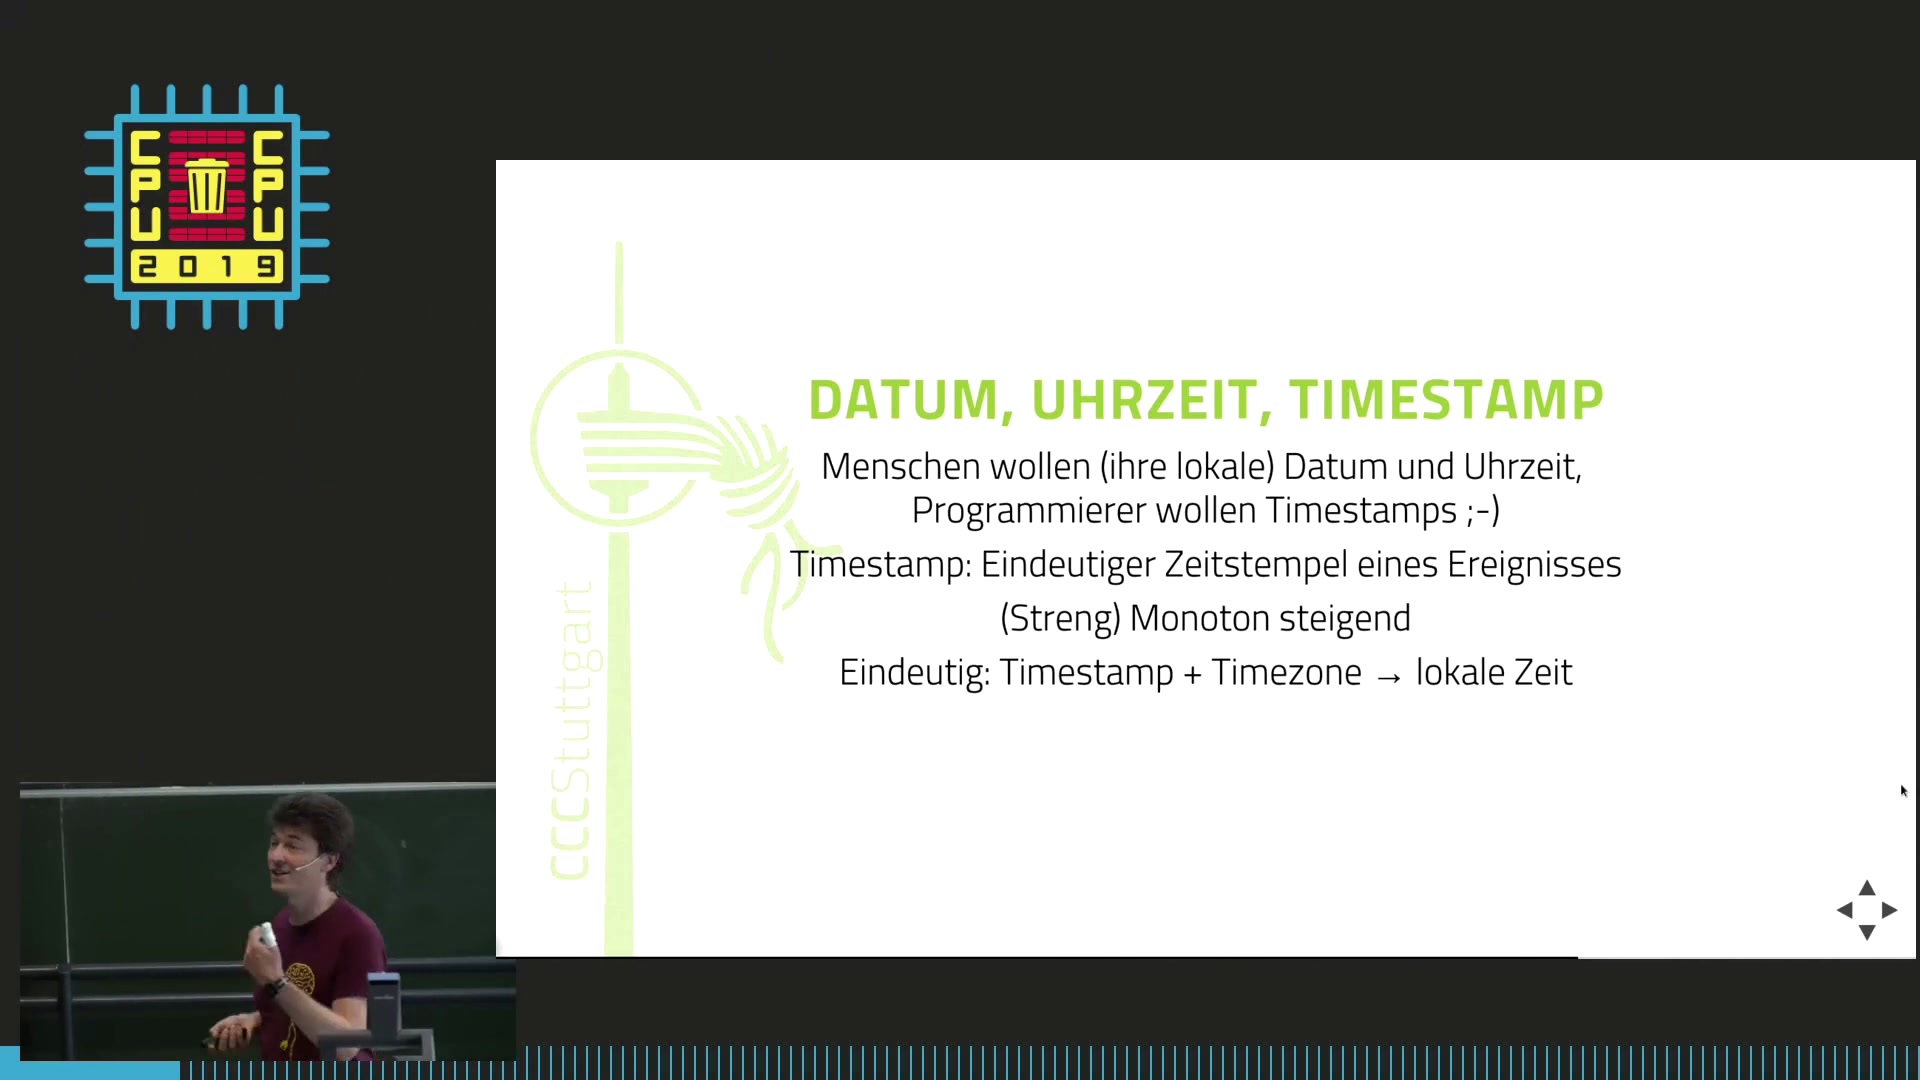 CPU CPU
2019
DATUM, UHRZEIT, TIMESTAMP
Menschen wollen (ihre lokale) Datum und Uhrzeit,
Programmierer wollen Timestamps ;-)
Timestamp: Eindeutiger Zeitstempel eines Ereignisses
(Streng) Monoton steigend
Eindeutig: Timestamp + Timezone → lokale Zeit
CCCStuttgart